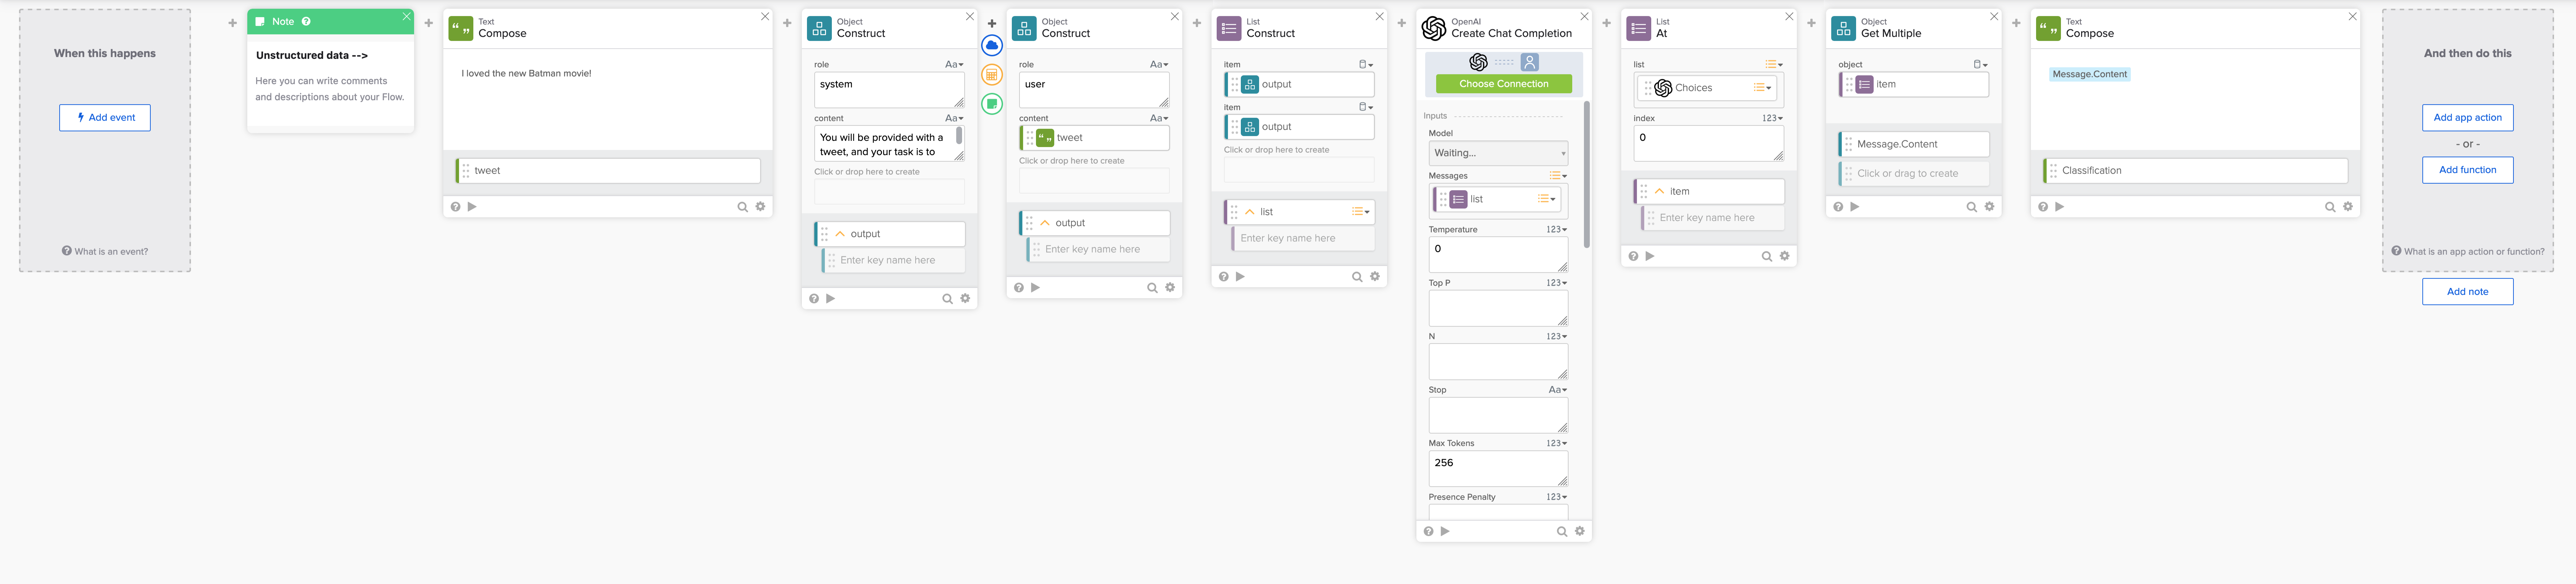 When this happens
Add event
What is an event?
Note
Unstructured data -->
Here you can write comments
and descriptions about your Flow.
Text
Compose
I loved the new Batman movie!
tweet
Object
Construct
role
Aa
system
content
Aa
You will be provided with a
tweet, and your task is to
Click or drop here to create
output
Enter key name here
Object
Construct
role
Aa
user
content
Aa
tweet
Click or drop here to create
output
Enter key name here
List
Construct
item
output
item
output
Click or drop here to create
list
Enter key name here
OpenAI
Create Chat Completion
Choose Connection
Inputs
Model
Waiting...
Messages
list
Temperature
123
0
Top P
123
N
123
Stop
Aa
Max Tokens
123
256
Presence Penalty
123
List
At
list
Choices
index
123
0
item
Enter key name here
Object
Get Multiple
object
item
Message.Content
Click or drag to create
Text
Compose
Message.Content
Classification
And then do this
Add app action
- or -
Add function
What is an app action or function?
Add note